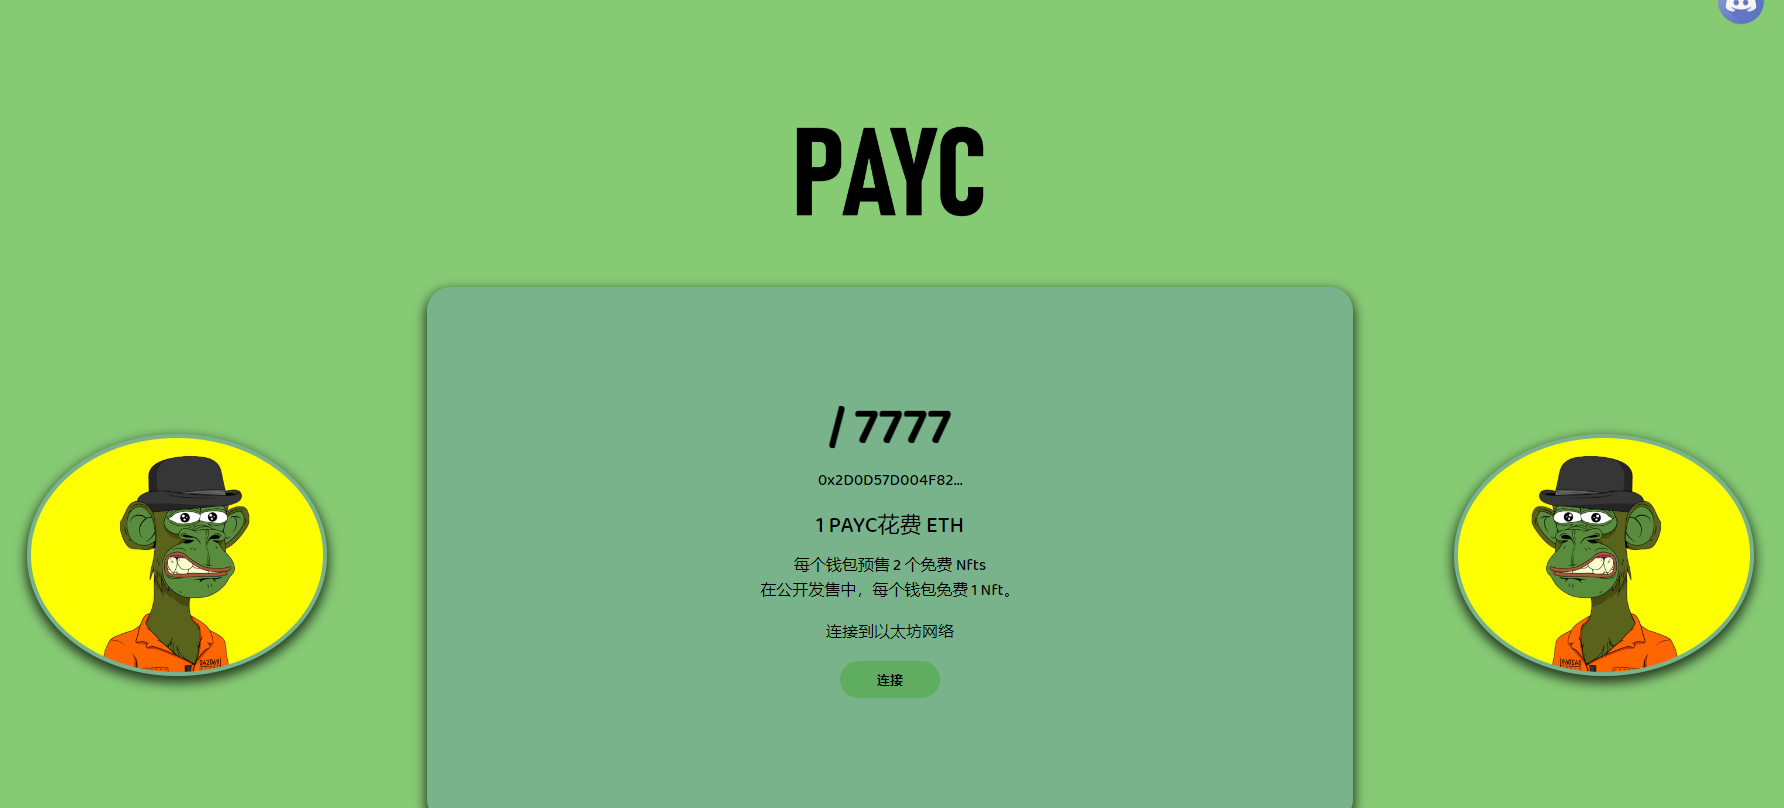 PAYC
/ 7777
0x2D0D57D004F82...
1 PAYC花费 ETH
每个钱包预售 2 个免费 Nfts
在公开发售中，每个钱包免费 1 Nft。
连接到以太坊网络
连接